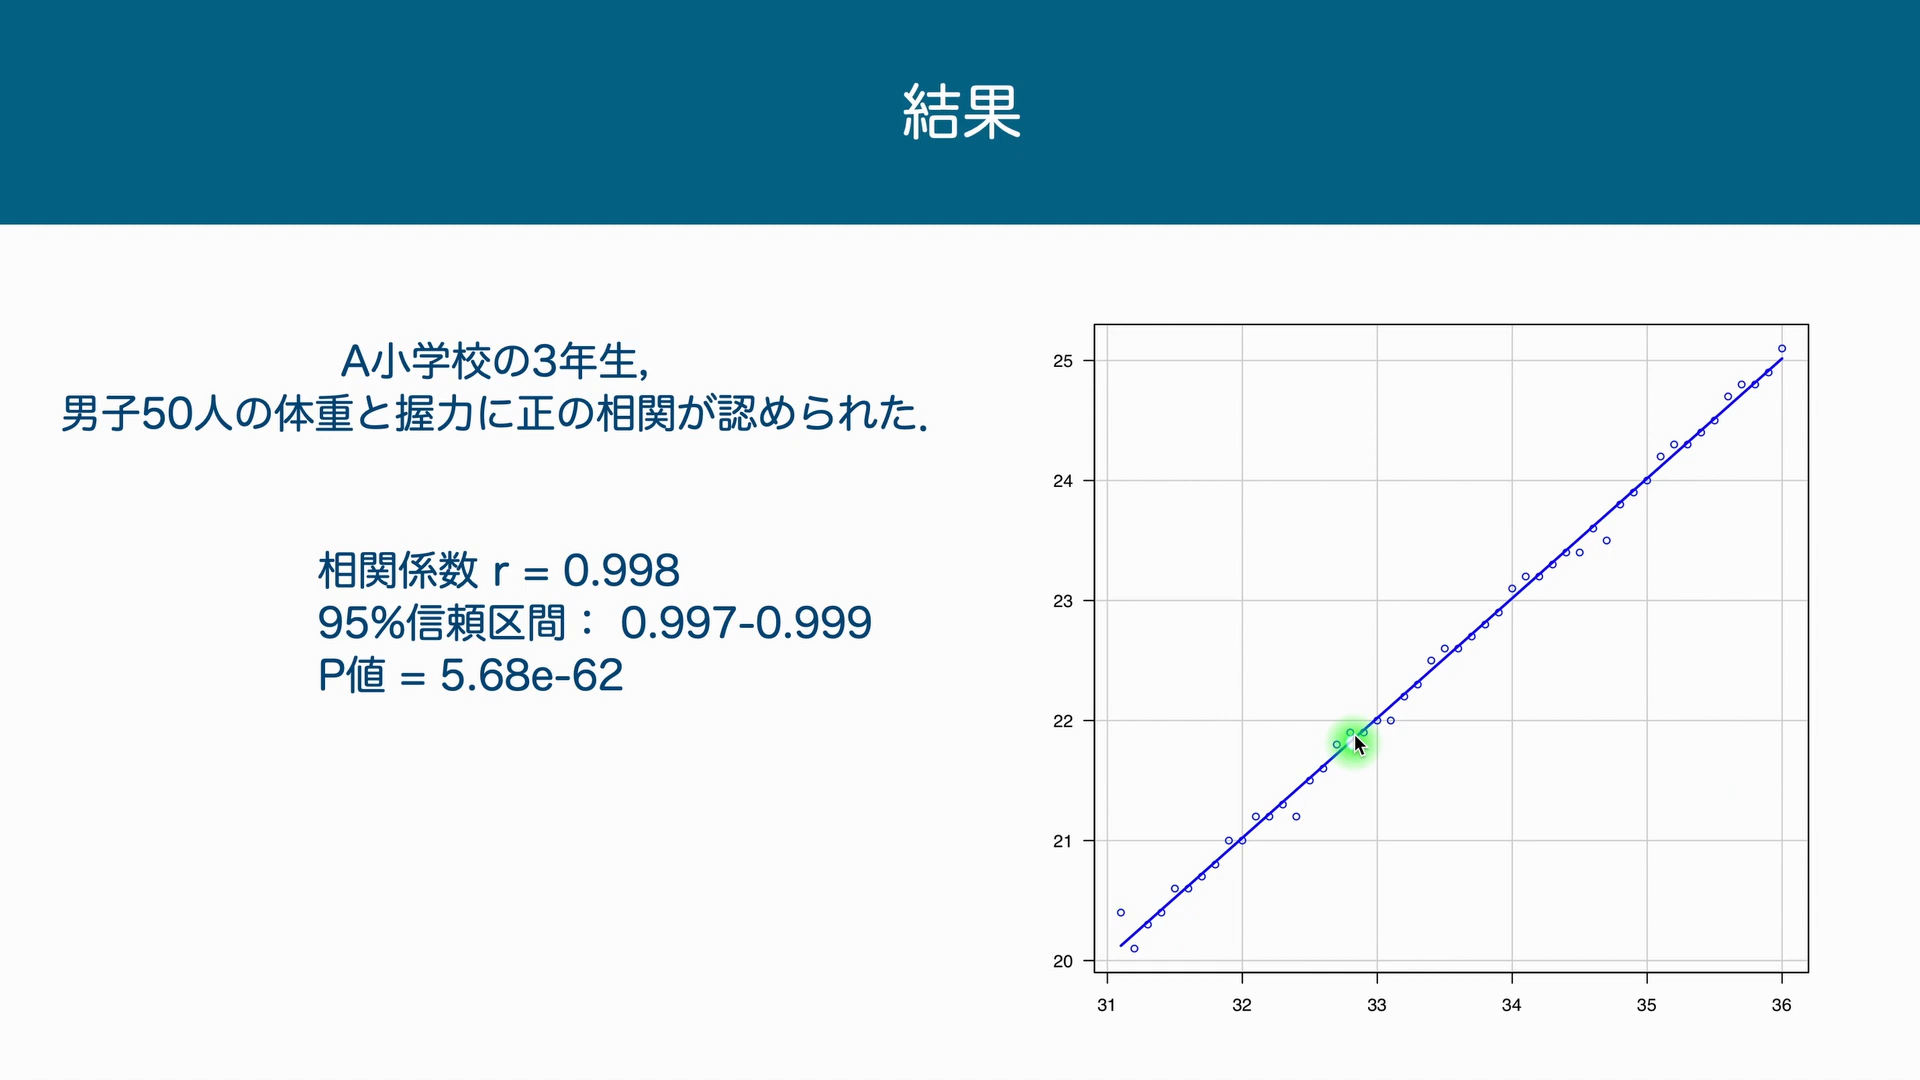 結果
A小学校の3年生,
男子50人の体重と握力に正の相関が認められた.
相関係数 r = 0.998
95%信頼区間： 0.997-0.999
P値 = 5.68e-62
25
24
23
22
21
20
31 32 33 34 35 36